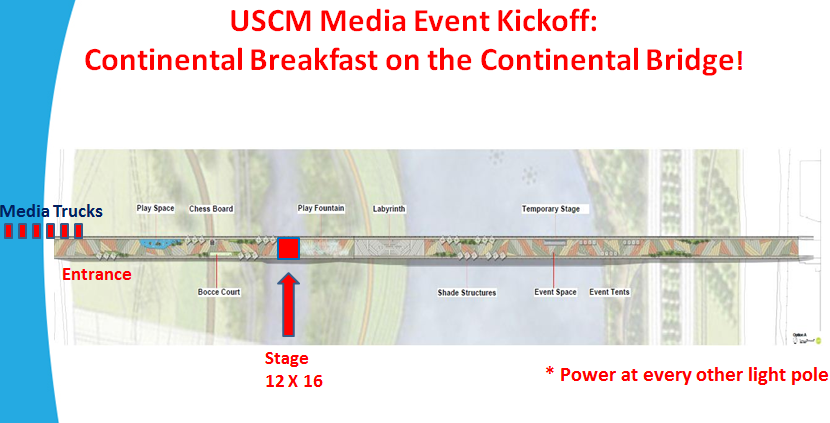 USCM Media Event Kickoff:
Continental Breakfast on the Continental Bridge!
Media Trucks
Play Space
Chess Board
Play Fountain
Labyrinth
Temporary Stage
Entrance
Bocce Court
Shade Structures
Event Space
Event Tents
Option A
Stage
12 X 16
* Power at every other light pole